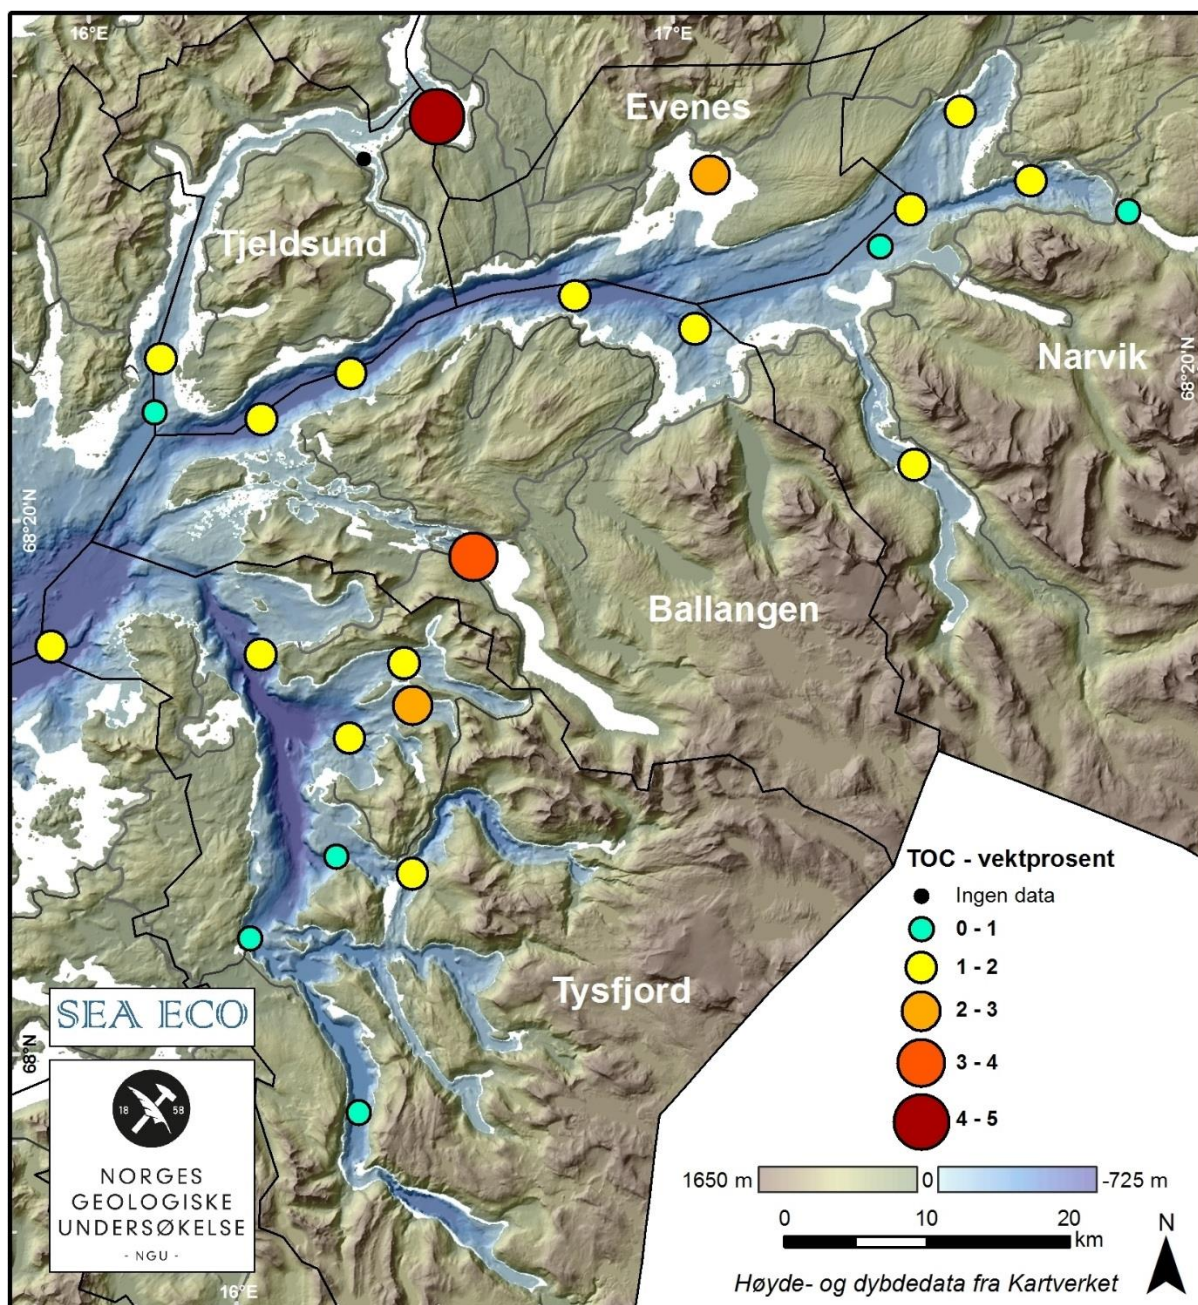 16°E
17°E
Evenes
Tjeldsund
Narvik
68°20'N
68°20'N
Ballangen
TOC - vektprosent
Ingen data
0 - 1
1 - 2
2 - 3
3 - 4
4 - 5
Tysfjord
SEA ECO
68°N
18 58
NORGES
GEOLOGISKE
UNDERSØKELSE
- NGU -
1650 m 0 -725 m
0 10 20
km
N
Høyde- og dybdedata fra Kartverket
16°E